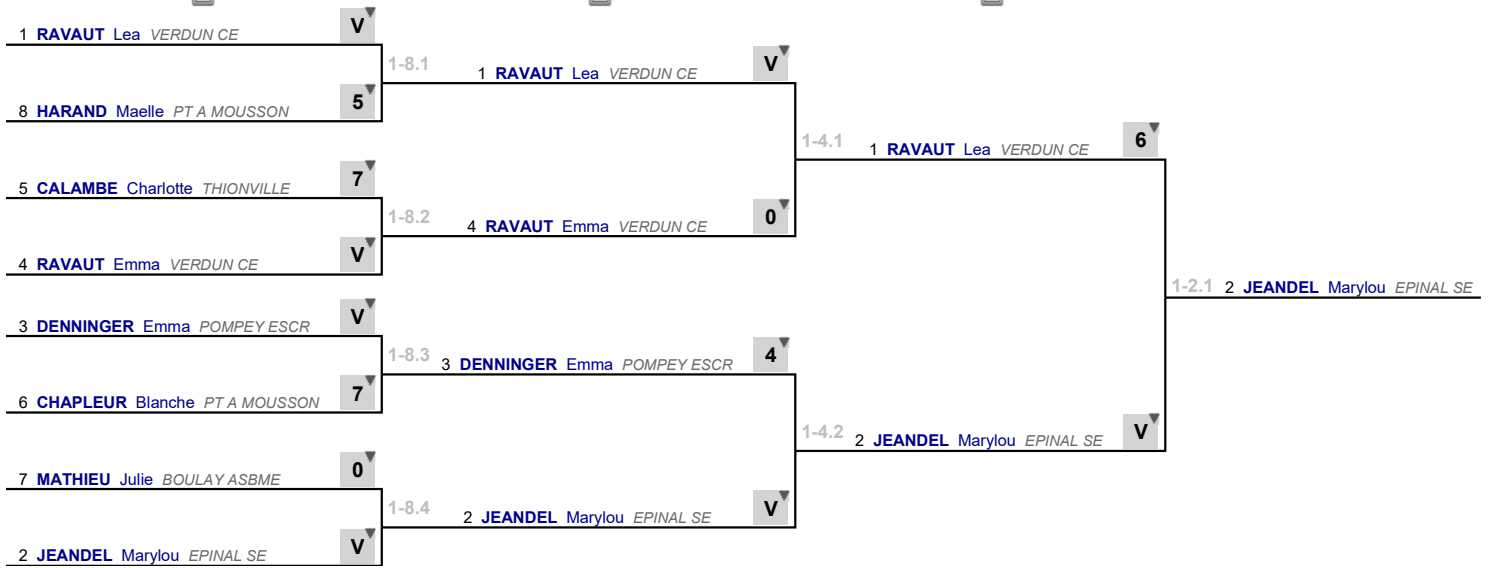 1 RAVAUT Lea VERDUN CE V
8 HARAND Maelle PT A MOUSSON 5
5 CALAMBE Charlotte THIONVILLE 7
4 RAVAUT Emma VERDUN CE V
3 DENNINGER Emma POMPEY ESCR V
6 CHAPLEUR Blanche PT A MOUSSON 7
7 MATHIEU Julie BOULAY ASBME 0
2 JEANDEL Marylou EPINAL SE V
1-8.1 1 RAVAUT Lea VERDUN CE V
1-8.2 4 RAVAUT Emma VERDUN CE 0
1-8.3 3 DENNINGER Emma POMPEY ESCR 4
1-8.4 2 JEANDEL Marylou EPINAL SE V
1-4.1 1 RAVAUT Lea VERDUN CE 6
1-4.2 2 JEANDEL Marylou EPINAL SE V
1-2.1 2 JEANDEL Marylou EPINAL SE